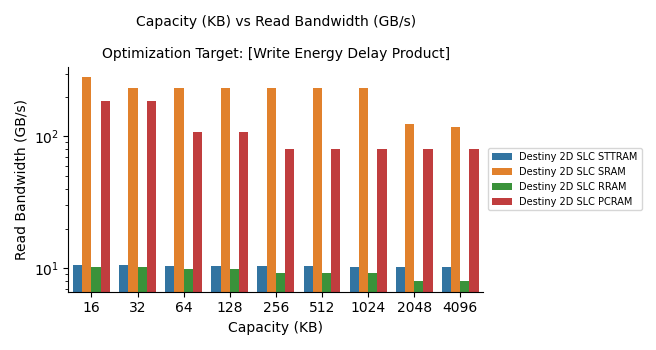 Capacity (KB) vs Read Bandwidth (GB/s)
Optimization Target: [Write Energy Delay Product]
Read Bandwidth (GB/s)
10²
10¹
16 32 64 128 256 512 1024 2048 4096
Capacity (KB)
Destiny 2D SLC STTRAM
Destiny 2D SLC SRAM
Destiny 2D SLC RRAM
Destiny 2D SLC PCRAM